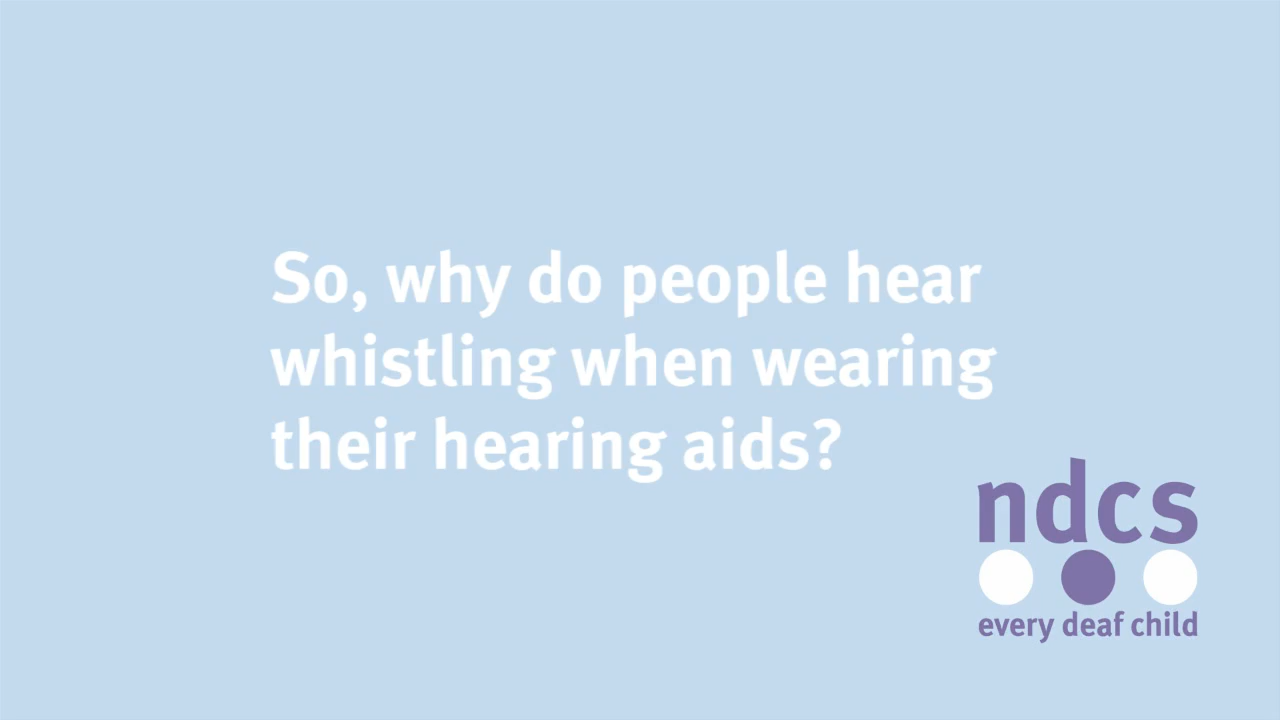 So, why do people hear
whistling when wearing
their hearing aids?
ndcs
every deaf child